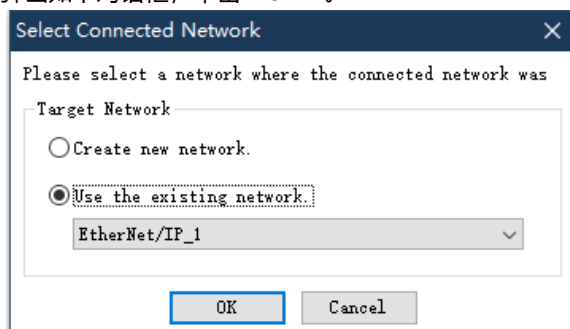 Select Connected Network
Please select a network where the connected network was
Target Network
Create new network.
Use the existing network.
EtherNet/IP_1
OK
Cancel